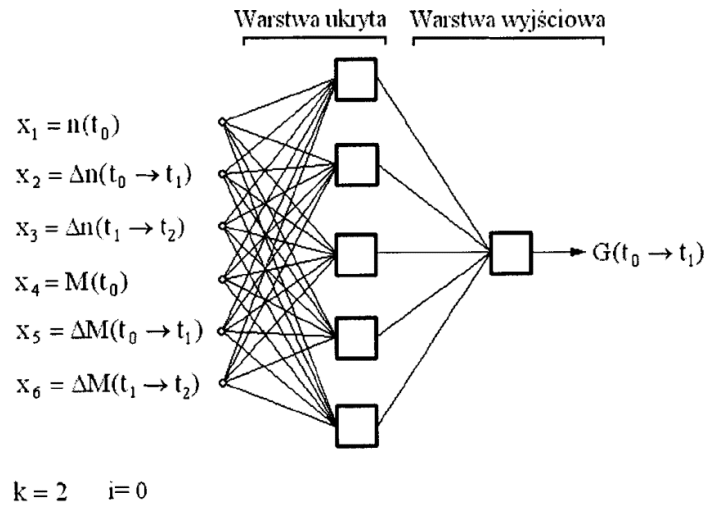 Warstwa ukryta Warstwa wyjściowa
x₁ = n(t₀)
x₂ = Δn(t₀ → t₁)
x₃ = Δn(t₁ → t₂)
G(t₀ → t₁)
x₄ = M(t₀)
x₅ = ΔM(t₀ → t₁)
x₆ = ΔM(t₁ → t₂)
k = 2 i= 0